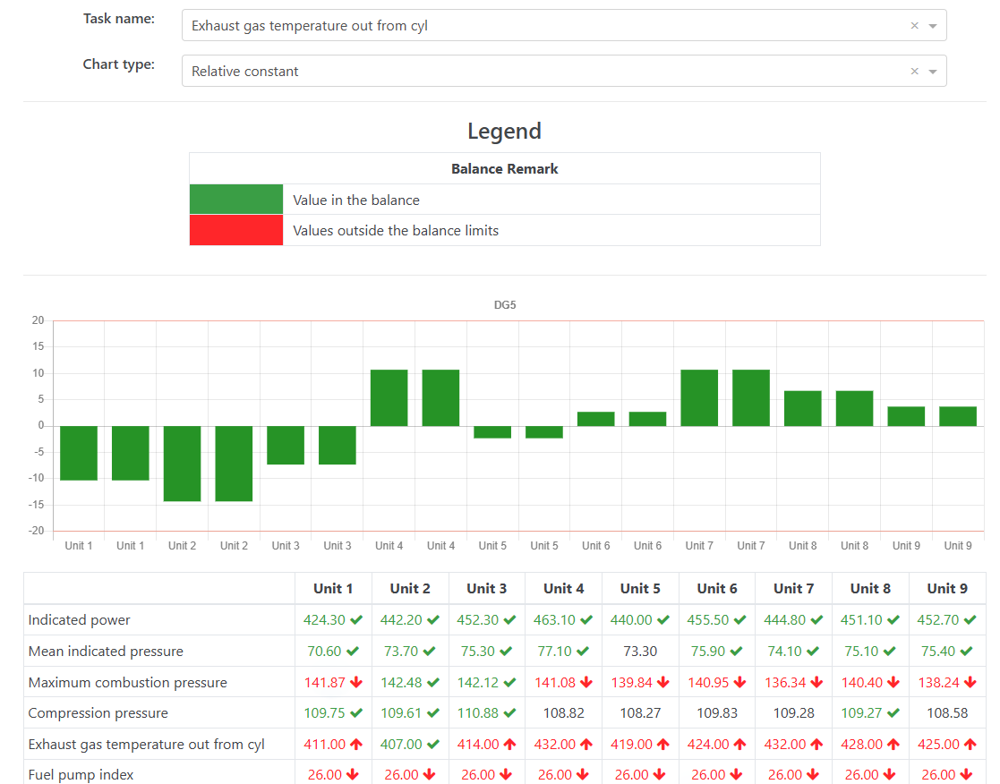 Task name: Exhaust gas temperature out from cyl × 
Chart type: Relative constant ×
Legend
Balance Remark
Value in the balance
Values outside the balance limits
DG5
20
15
10
5
0
-5
-10
-15
-20
Unit 1 Unit 1 Unit 2 Unit 2 Unit 3 Unit 3 Unit 4 Unit 4 Unit 5 Unit 5 Unit 6 Unit 6 Unit 7 Unit 7 Unit 8 Unit 8 Unit 9 Unit 9
Unit 1 Unit 2 Unit 3 Unit 4 Unit 5 Unit 6 Unit 7 Unit 8 Unit 9
Indicated power 424.30 442.20 452.30 463.10 440.00 455.50 444.80 451.10 452.70
Mean indicated pressure 70.60 73.70 75.30 77.10 73.30 75.90 74.10 75.10 75.40
Maximum combustion pressure 141.87 142.48 142.12 141.08 139.84 140.95 136.34 140.40 138.24
Compression pressure 109.75 109.61 110.88 108.82 108.27 109.83 109.28 109.27 108.58
Exhaust gas temperature out from cyl 411.00 407.00 414.00 432.00 419.00 424.00 432.00 428.00 425.00
Fuel pump index 26.00 26.00 26.00 26.00 26.00 26.00 26.00 26.00 26.00